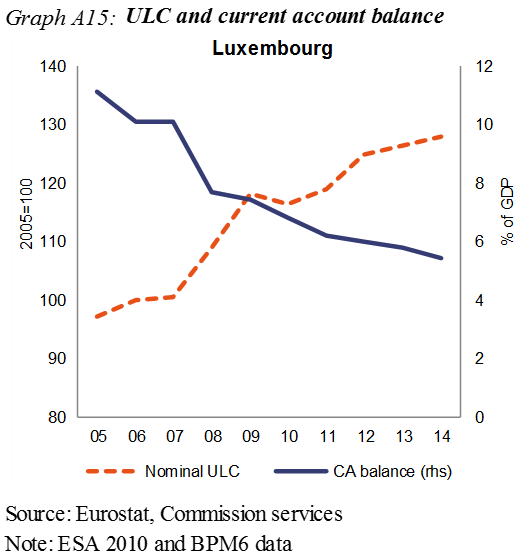 Graph A15: ULC and current account balance
Luxembourg
140
130
120
110
100
90
80
2005=100
12
10
8
6
4
2
0
% of GDP
05 06 07 08 09 10 11 12 13 14
Nominal ULC CA balance (rhs)
Source: Eurostat, Commission services
Note: ESA 2010 and BPM6 data